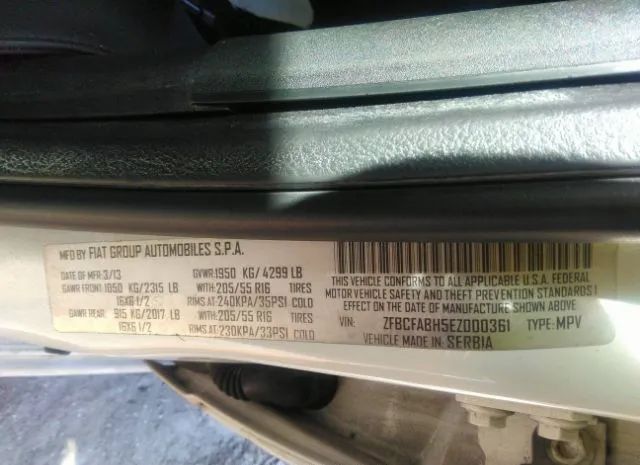 MFD BY FIAT GROUP AUTOMOBILES S.P.A.
DATE OF MFR:3/13 GVWR:1950 KG/4299 LB
GAWR FRONT:1050 KG/2315 LB WITH:205/55 R16 TIRES
16X6 1/2 RIMS AT:240KPA/35PSI COLD
GAWR REAR: 915 KG/2017 LB WITH:205/55 R16 TIRES
16X6 1/2 RIMS AT:230KPA/33PSI COLD
THIS VEHICLE CONFORMS TO ALL APPLICABLE U.S.A. FEDERAL
MOTOR VEHICLE SAFETY AND THEFT PREVENTION STANDARDS I
EFFECT ON THE DATE OF MANUFACTURE SHOWN ABOVE
VIN: ZFBCFABH5EZ000361 TYPE: MPV
VEHICLE MADE IN: SERBIA